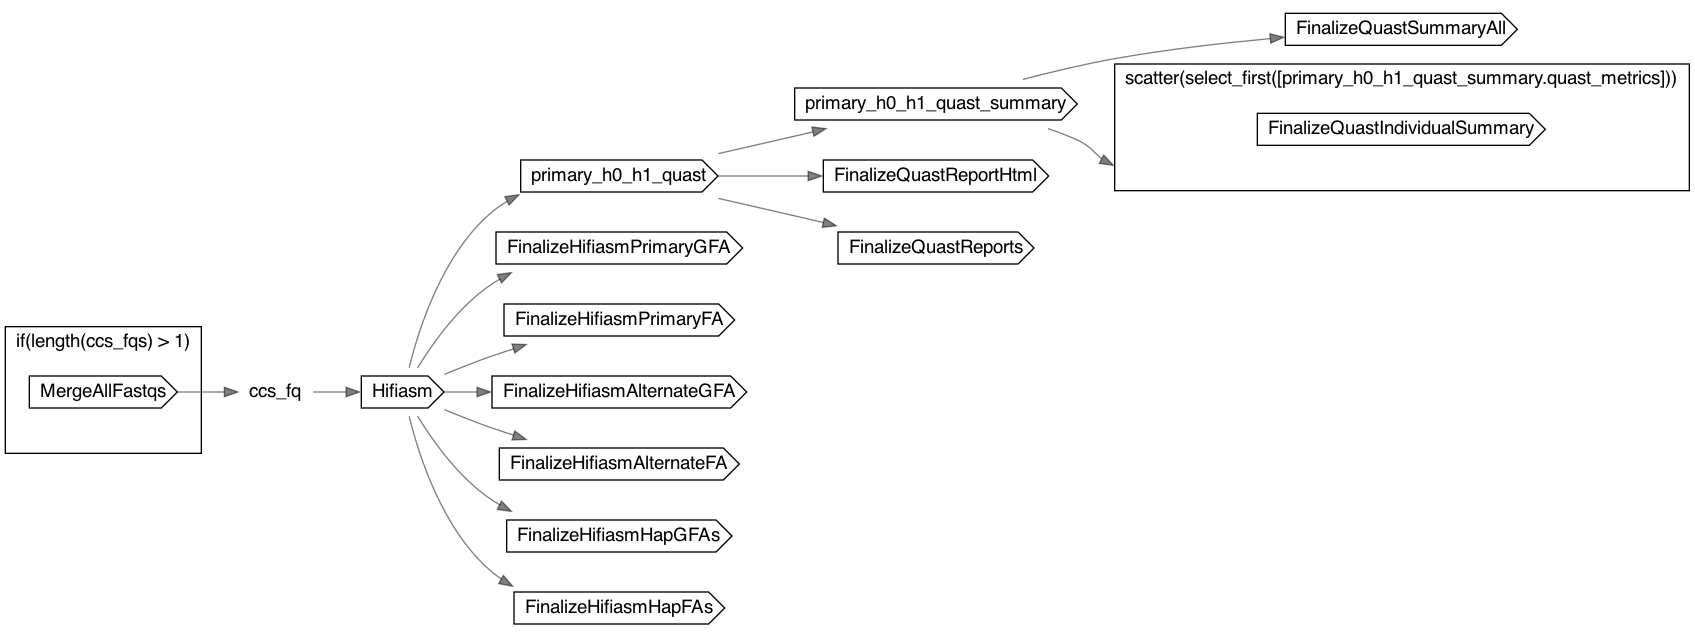 FinalizeQuastSummaryAll
scatter(select_first([primary_h0_h1_quast_summary.quast_metrics]))
primary_h0_h1_quast_summary
FinalizeQuastIndividualSummary
primary_h0_h1_quast
FinalizeQuastReportHtml
FinalizeHifiasmPrimaryGFA
FinalizeQuastReports
FinalizeHifiasmPrimaryFA
if(length(ccs_fqs) > 1)
MergeAllFastqs
ccs_fq
Hifiasm
FinalizeHifiasmAlternateGFA
FinalizeHifiasmAlternateFA
FinalizeHifiasmHapGFAs
FinalizeHifiasmHapFAs